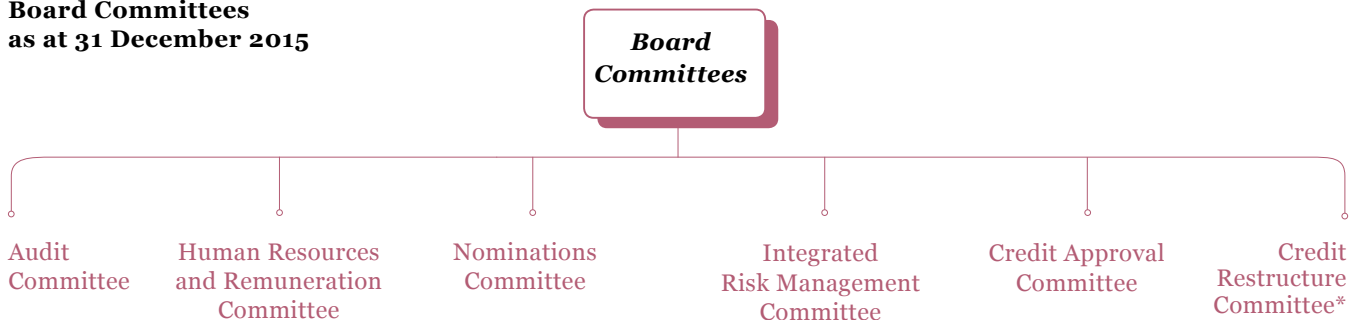 Board Committees
as at 31 December 2015
Board
Committees
Audit
Committee
Human Resources
and Remuneration
Committee
Nominations
Committee
Integrated
Risk Management
Committee
Credit Approval
Committee
Credit
Restructure
Committee*